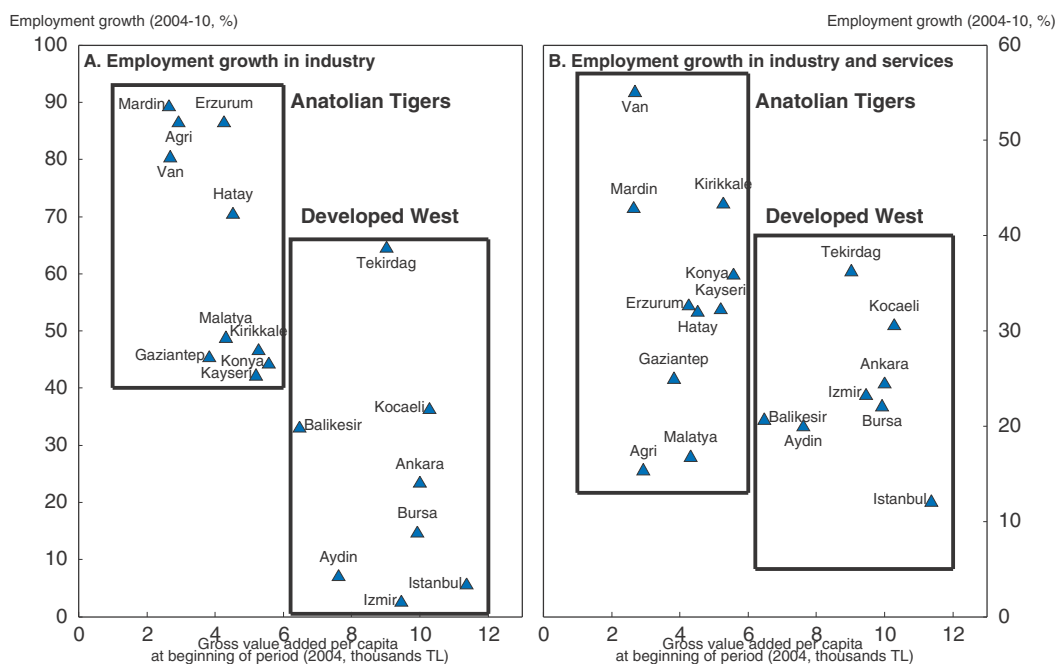 Employment growth (2004-10, %)
Employment growth (2004-10, %)
A. Employment growth in industry
100
90
80
70
60
50
40
30
20
10
0
Anatolian Tigers
Mardin
Erzurum
Agri
Van
Hatay
Developed West
Tekirdag
Malatya
Kirikkale
Gaziantep
Konya
Kayseri
Kocaeli
Balikesir
Ankara
Bursa
Aydin
Istanbul
Izmir
0 2 4 6 8 10 12
Gross value added per capita
at beginning of period (2004, thousands TL)
B. Employment growth in industry and services
60
50
40
30
20
10
0
Anatolian Tigers
Van
Mardin
Kirikkale
Developed West
Tekirdag
Konya
Kayseri
Erzurum
Hatay
Kocaeli
Gaziantep
Ankara
Izmir
Balikesir
Bursa
Aydin
Malatya
Agri
Istanbul
0 2 4 6 8 10 12
Gross value added per capita
at beginning of period (2004, thousands TL)